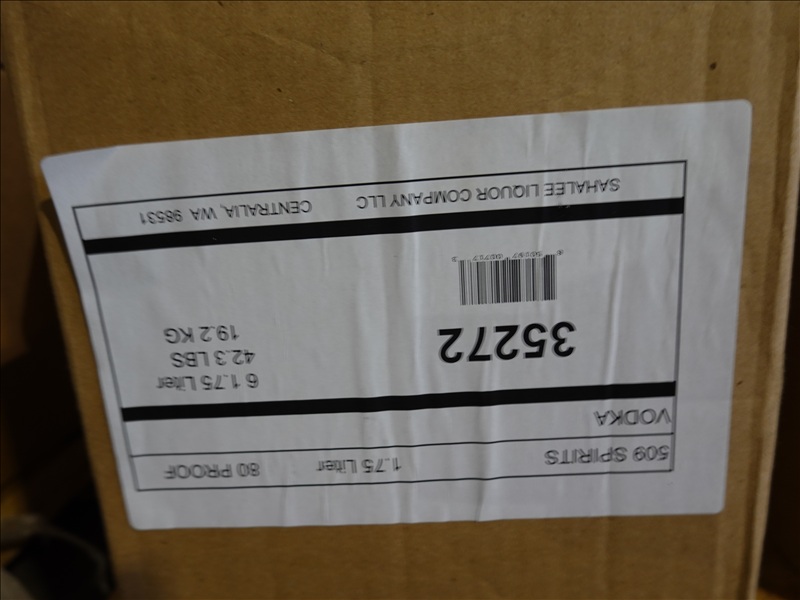 509 SPIRITS 1.75 Liter 80 PROOF
VODKA
35272
6 1.75 Liter
42.3 LBS
19.2 KG
SAHALEE LIQUOR COMPANY LLC CENTRALIA, WA 98531